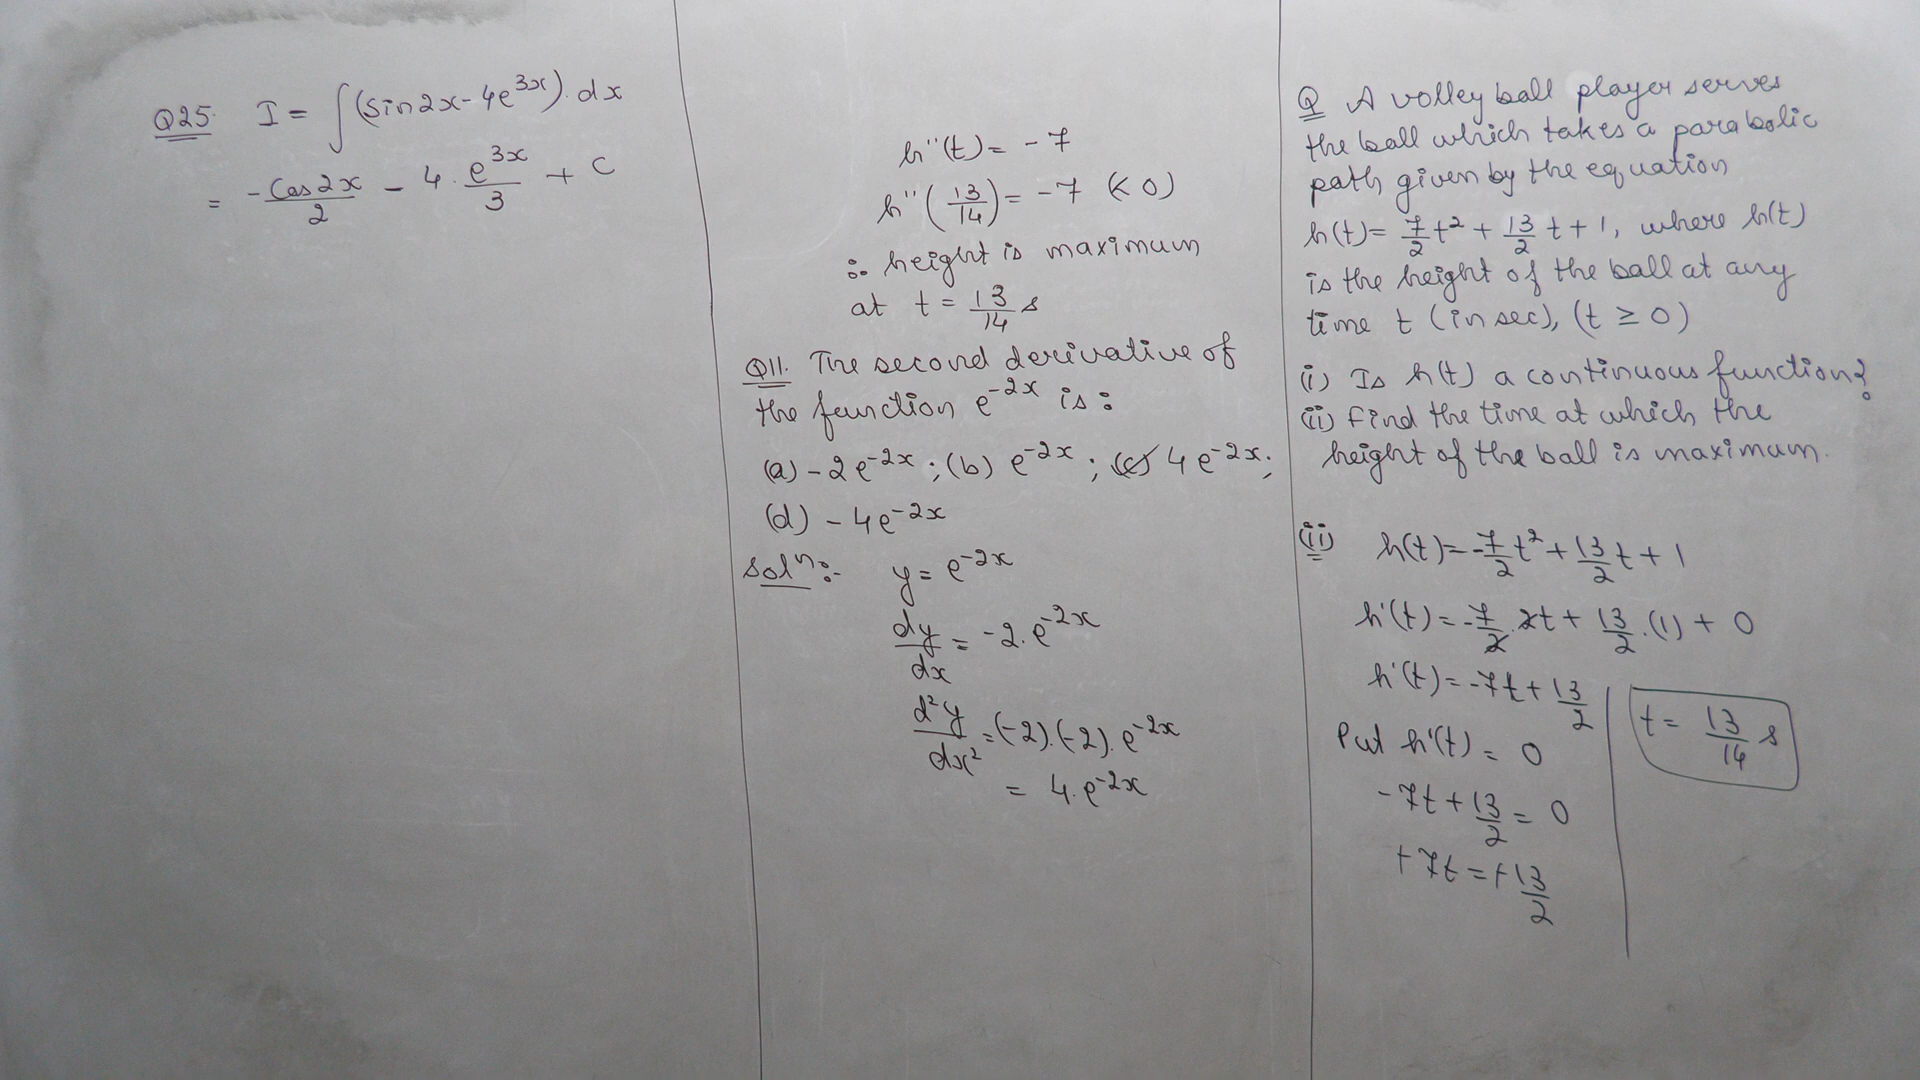 Q25. I = ∫(sin2x - 4e^{3x}).dx
= -Cos2x/2 - 4.e^{3x}/3 + C
h''(t) = -7
h''(13/14) = -7 (< 0)
∴ height is maximum
at t = 13/14 s
Q11. The second derivative of
the function e^{-2x} is:
(a) -2e^{-2x}; (b) e^{-2x}; (c) 4e^{-2x};
(d) -4e^{-2x}
Solⁿ:- y = e^{-2x}
dy/dx = -2.e^{-2x}
d²y/dx² = (-2).(-2).e^{-2x}
= 4.e^{-2x}
Q A volley ball player serves
the ball which takes a parabolic
path given by the equation
h(t) = 7/2 t² + 13/2 t + 1, where h(t)
is the height of the ball at any
time t (in sec), (t ≥ 0)
(i) Is h(t) a continuous function?
(ii) Find the time at which the
height of the ball is maximum.
(ii) h(t) = -7/2 t² + 13/2 t + 1
h'(t) = -7/2.2t + 13/2.(1) + 0
h'(t) = -7t + 13/2
Put h'(t) = 0
-7t + 13/2 = 0
+7t = +13/2
t = 13/14 s